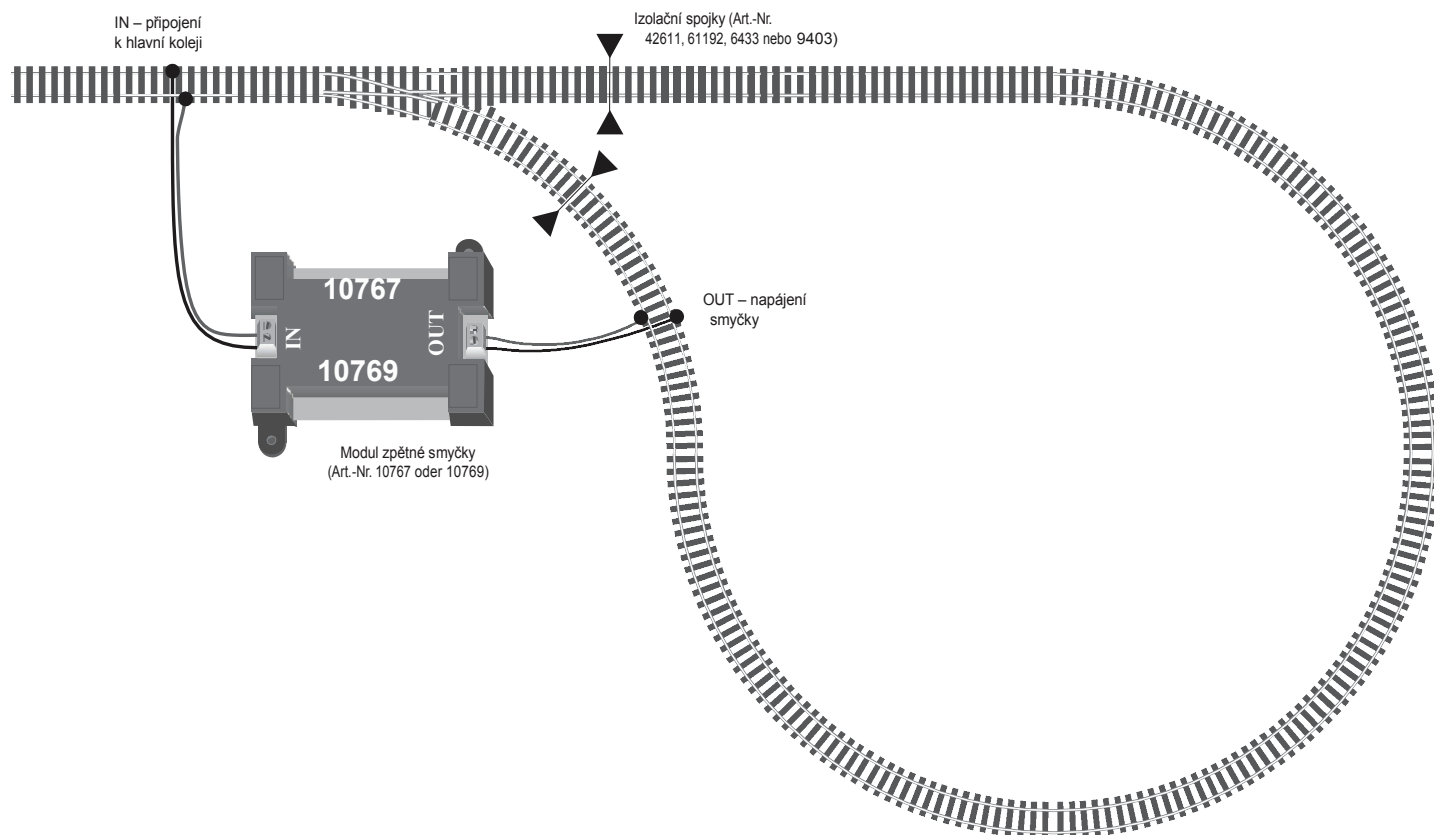 IN – připojení
k hlavní koleji
Izolační spojky (Art.-Nr.
42611, 61192, 6433 nebo 9403)
10767
IN
OUT
10769
OUT – napájení
smyčky
Modul zpětné smyčky
(Art.-Nr. 10767 oder 10769)